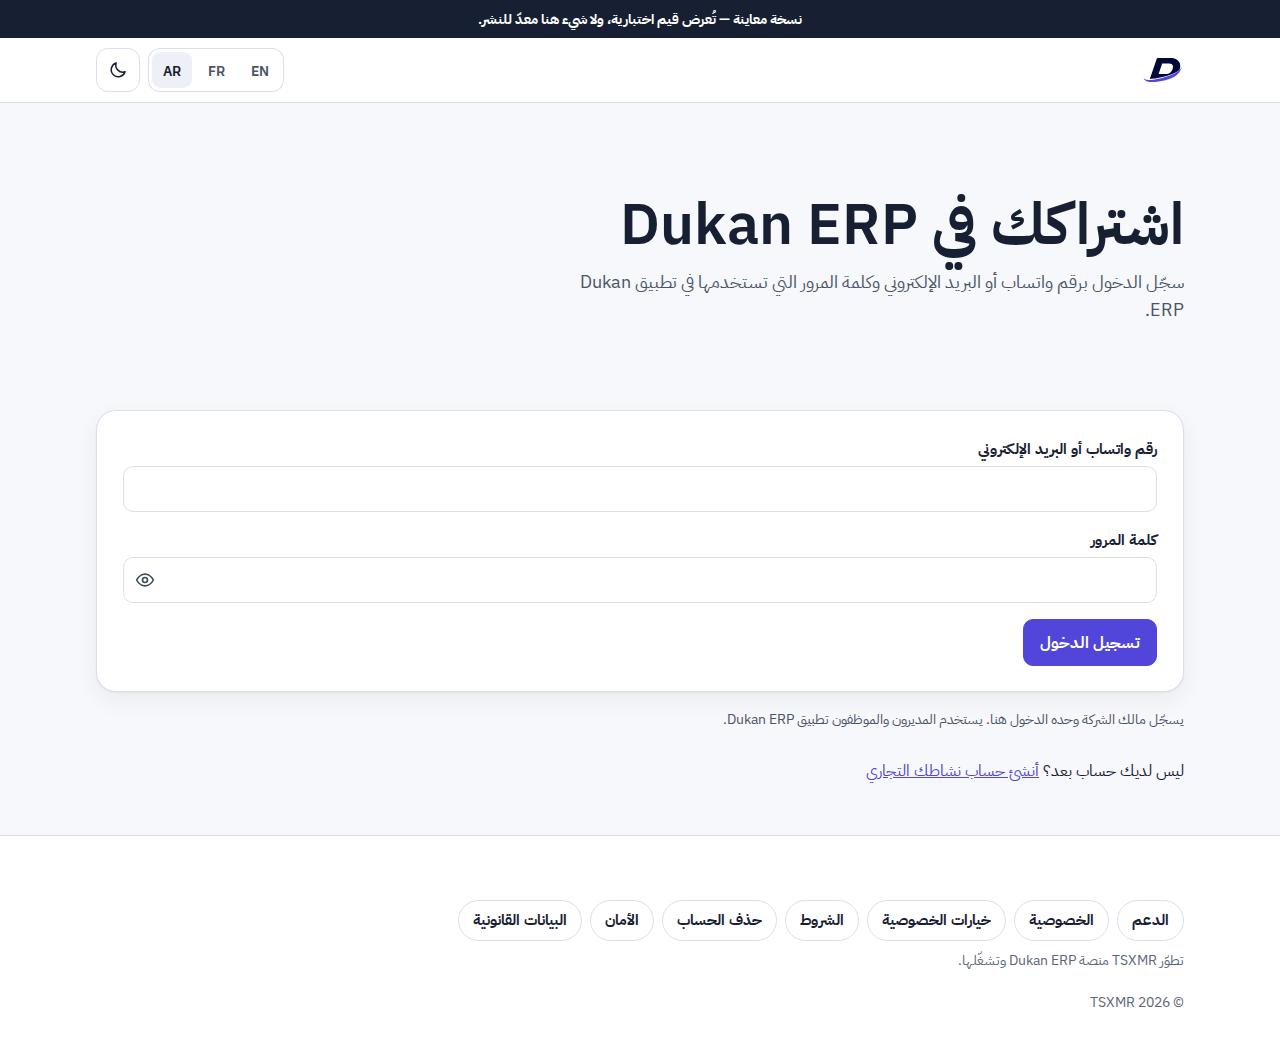 نسخة معاينة — تُعرض قيم اختبارية، ولا شيء هنا معدّ للنشر.
AR FR EN
اشتراكك في Dukan ERP
سجّل الدخول برقم واتساب أو البريد الإلكتروني وكلمة المرور التي تستخدمها في تطبيق Dukan
ERP.
رقم واتساب أو البريد الإلكتروني
كلمة المرور
تسجيل الدخول
يسجّل مالك الشركة وحده الدخول هنا. يستخدم المديرون والموظفون تطبيق Dukan ERP.
ليس لديك حساب بعد؟ أنشئ حساب نشاطك التجاري
الدعم
الخصوصية
خيارات الخصوصية
الشروط
حذف الحساب
الأمان
البيانات القانونية
تطوّر TSXMR منصة Dukan ERP وتشغّلها.
© 2026 TSXMR